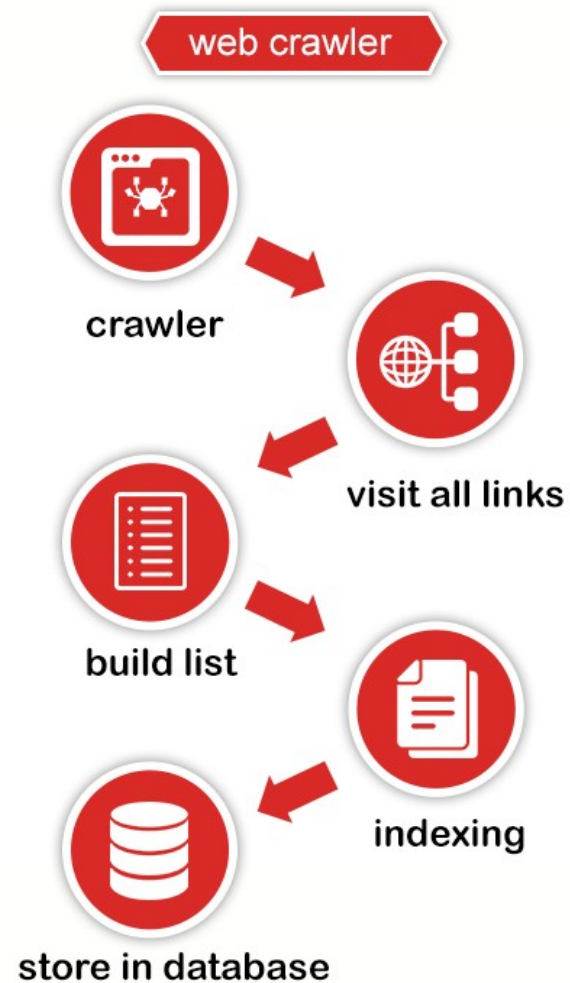 web crawler
crawler
visit all links
build list
indexing
store in database